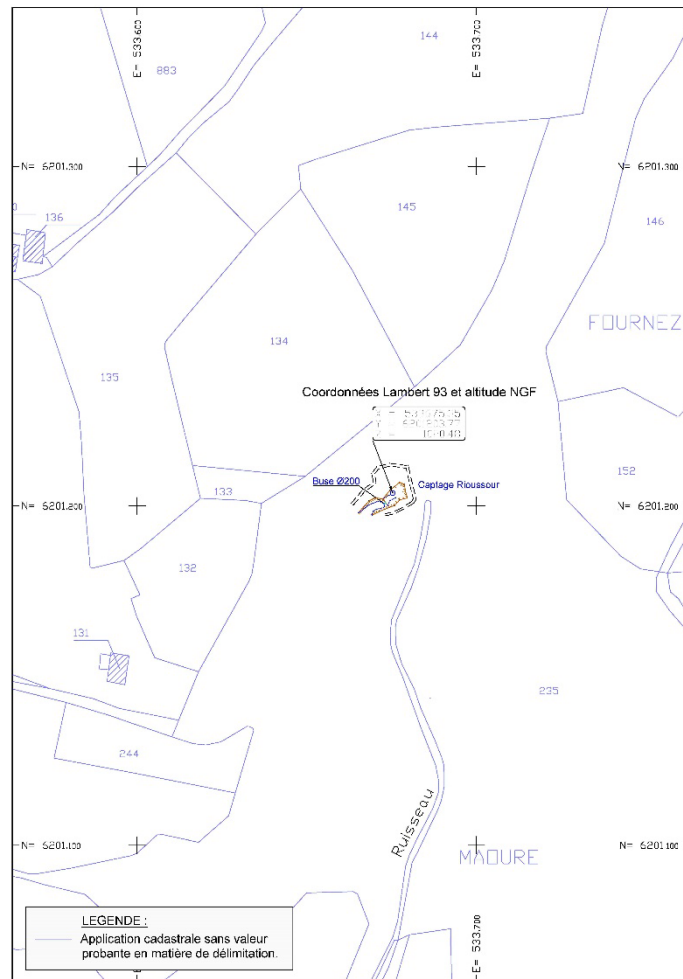 E= 533.600
E= 533.700
144
883
N= 6201.300
N= 6201.300
136
145
146
FOURNEZ
134
135
Coordonnées Lambert 93 et altitude NGF
152
Buse Ø200
Captage Rioussour
133
N= 6201.200
N= 6201.200
132
131
235
244
Ruisseau
N= 6201.100
N= 6201.100
MADURE
LEGENDE :
Application cadastrale sans valeur
probante en matière de délimitation.
E= 533.700